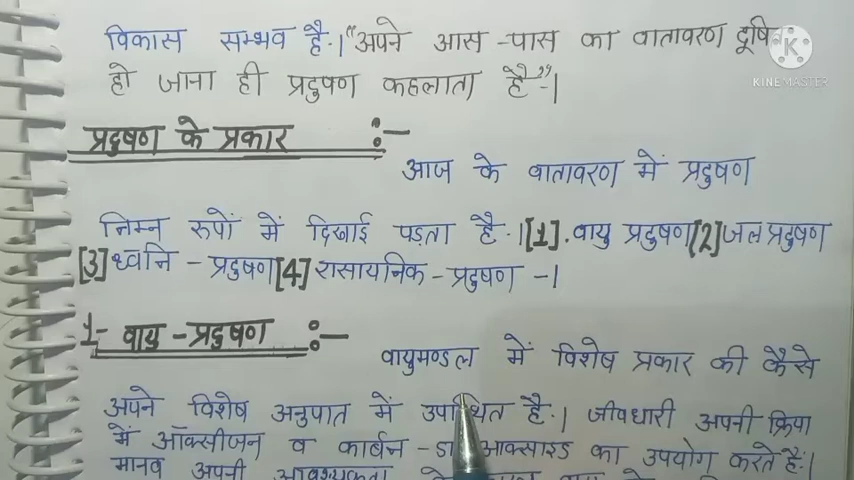 विकास सम्भव है। "अपने आस-पास का वातावरण दूषि
हो जाना ही प्रदुषण कहलाता है"-।
प्रदुषण के प्रकार :-
आज के वातावरण में प्रदुषण
निम्न रुपों में दिखाई पड़ता है।[1].वायु प्रदुषण[2]जल प्रदुषण
[3]ध्वनि-प्रदुषण[4]रासायनिक-प्रदुषण-।
1- वायु-प्रदुषण :-
वायुमण्डल में विशेष प्रकार की कैसे
अपने विशेष अनुपात में उपस्थित है। जीवधारी अपनी क्रिया
में ऑक्सीजन व कार्बन-डा आक्साइड का उपयोग करते हैं।
मानव अपनी आवश्यकता
K
KINEMASTER